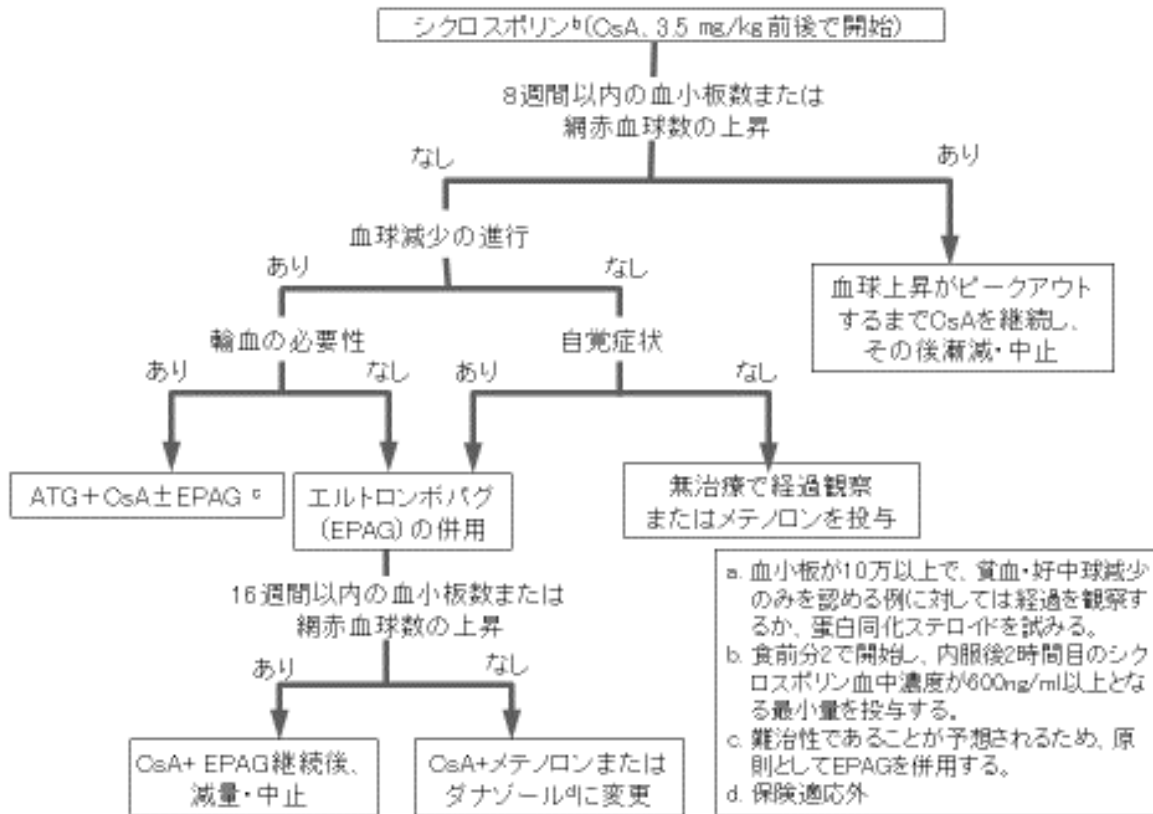 シクロスポリンb(CsA、3.5 mg/kg前後で開始)
8週間以内の血小板数または
網赤血球数の上昇
なし
あり
血球減少の進行
あり
なし
血球上昇がピークアウト
するまでCsAを継続し、
その後漸減・中止
輸血の必要性
自覚症状
あり
なし
あり
なし
ATG+CsA±EPAG c
エルトロンボパグ
(EPAG)の併用
無治療で経過観察
またはメテノロンを投与
16週間以内の血小板数または
網赤血球数の上昇
あり
なし
CsA+ EPAG継続後、
減量・中止
CsA+メテノロンまたは
ダナゾールdに変更
a. 血小板が10万以上で、貧血・好中球減少
のみを認める例に対しては経過を観察す
るか、蛋白同化ステロイドを試みる。
b. 食前分2で開始し、内服後2時間目のシク
ロスポリン血中濃度が600ng/ml以上とな
る最小量を投与する。
c. 難治性であることが予想されるため、原
則としてEPAGを併用する。
d. 保険適応外